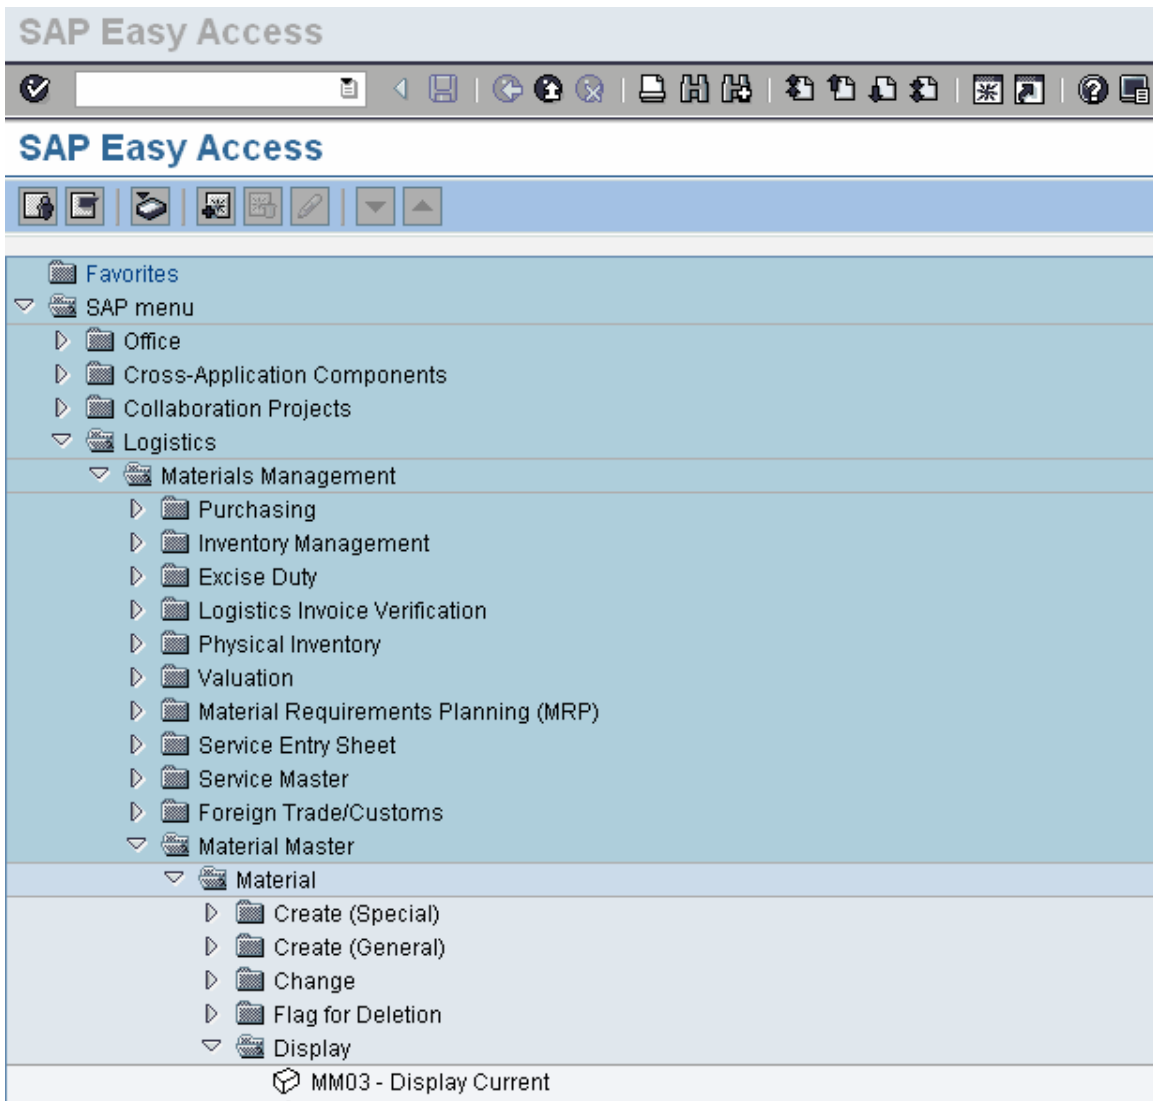 SAP Easy Access
SAP Easy Access
Favorites
SAP menu
Office
Cross-Application Components
Collaboration Projects
Logistics
Materials Management
Purchasing
Inventory Management
Excise Duty
Logistics Invoice Verification
Physical Inventory
Valuation
Material Requirements Planning (MRP)
Service Entry Sheet
Service Master
Foreign Trade/Customs
Material Master
Material
Create (Special)
Create (General)
Change
Flag for Deletion
Display
MM03 - Display Current